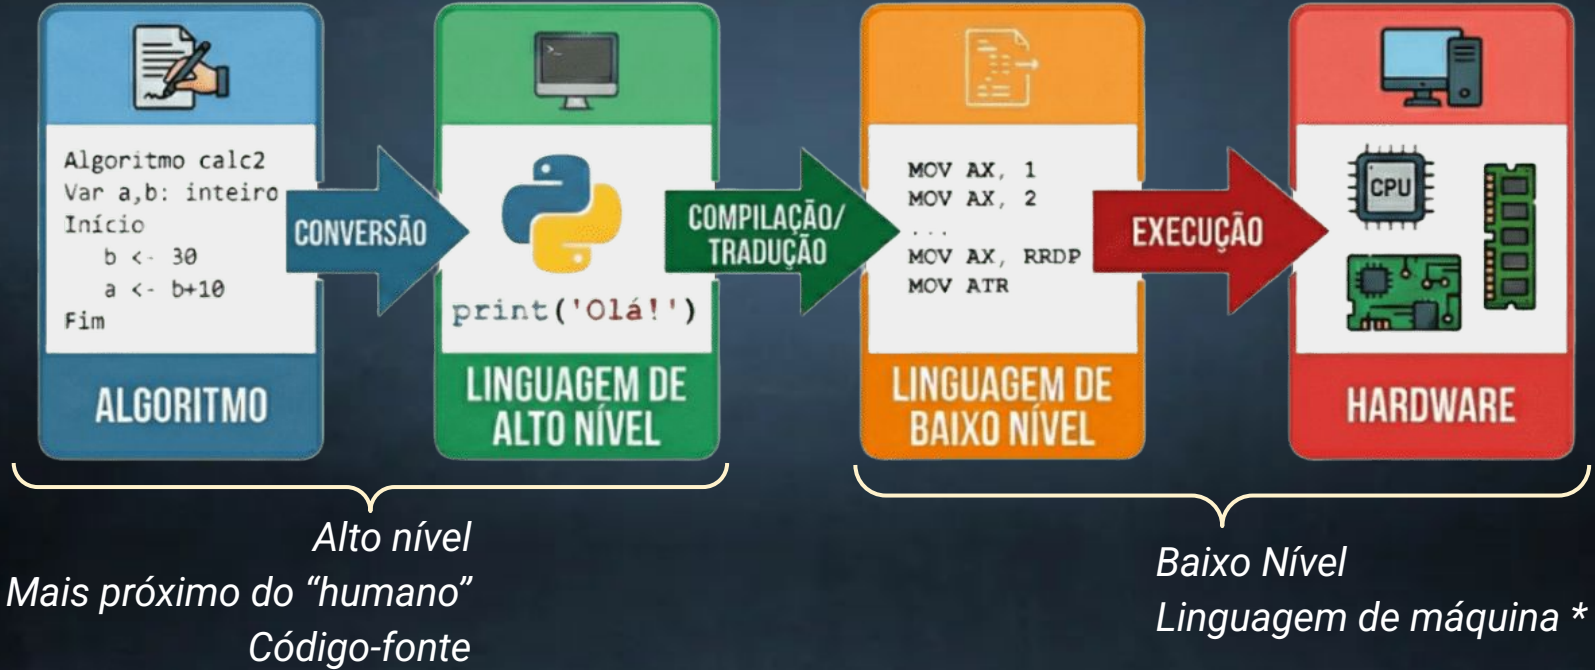 Algoritmo calc2
Var a,b: inteiro
Início
b <- 30
a <- b+10
Fim
ALGORITMO
CONVERSÃO
print('Olá!')
LINGUAGEM DE
ALTO NÍVEL
COMPILAÇÃO/
TRADUÇÃO
MOV AX, 1
MOV AX, 2
...
MOV AX, RRDP
MOV ATR
LINGUAGEM DE
BAIXO NÍVEL
EXECUÇÃO
CPU
HARDWARE
Alto nível
Mais próximo do “humano”
Código-fonte
Baixo Nível
Linguagem de máquina *